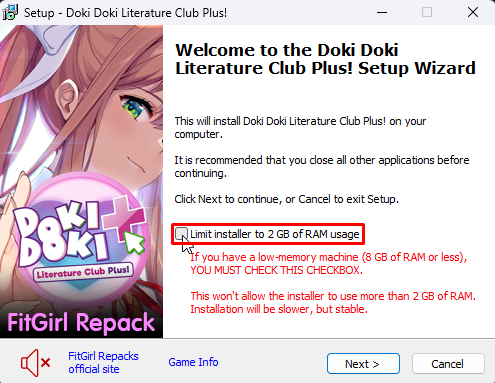 Setup - Doki Doki Literature Club Plus!
Welcome to the Doki Doki
Literature Club Plus! Setup Wizard
This will install Doki Doki Literature Club Plus! on your
computer.
It is recommended that you close all other applications before
continuing.
Click Next to continue, or Cancel to exit Setup.
Limit installer to 2 GB of RAM usage
If you have a low-memory machine (8 GB of RAM or less),
YOU MUST CHECK THIS CHECKBOX.
This won't allow the installer to use more than 2 GB of RAM.
Installation will be slower, but stable.
DOKI
DOKI
Literature Club Plus!
FitGirl Repack
FitGirl Repacks
official site
Game Info
Next >
Cancel